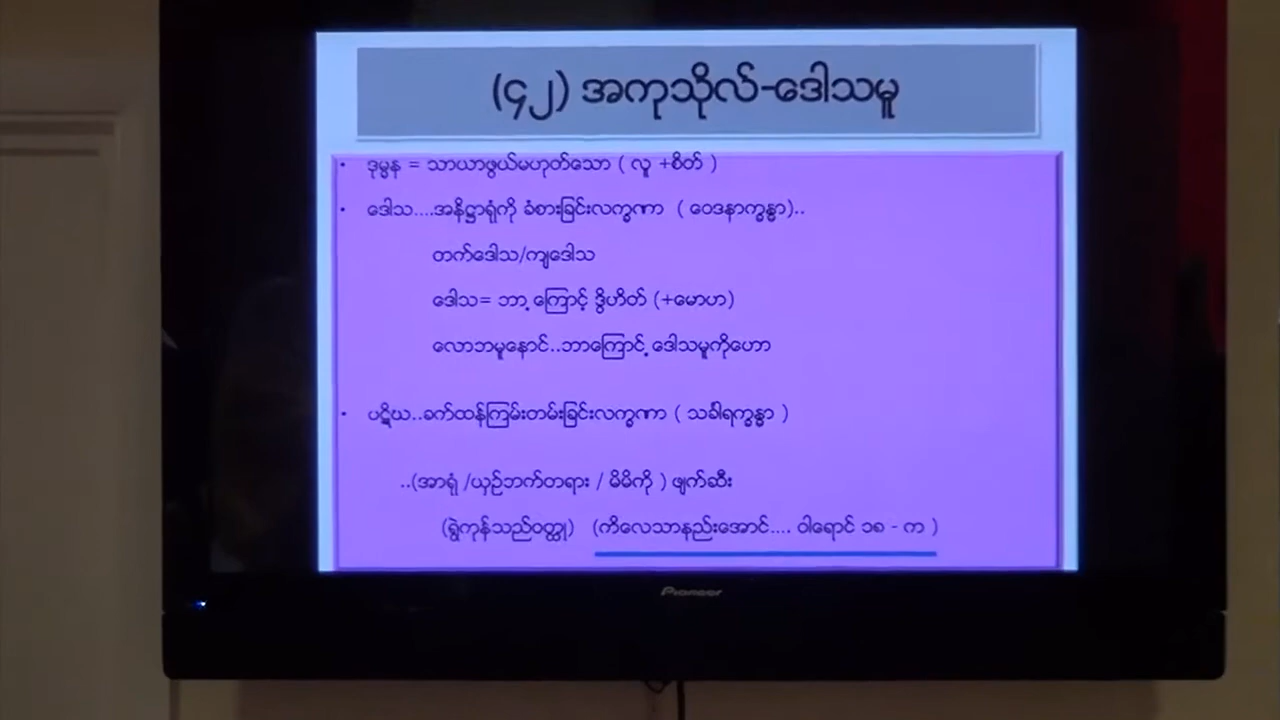 (၄၂) အကုသိုလ်-ဒေါသမူ
• ဒုမ္မန = သာယာဖွယ်မဟုတ်သော ( လူ +စိတ် )
• ဒေါသ....အနိဋ္ဌာရုံကို ခံစားခြင်းလက္ခဏာ ( ဝေဒနာက္ခန္ဓာ)..
တက်ဒေါသ/ကျဒေါသ
ဒေါသ= ဘာ့ ကြောင့် ဒွိဟိတ် (+မောဟ)
လောဘမူနောင်..ဘာကြောင့် ဒေါသမူကိုဟော
• ပဋိဃ..ခက်ထန်ကြမ်းတမ်းခြင်းလက္ခဏာ ( သင်္ခါရက္ခန္ဓာ )
..(အာရုံ /ယှဉ်ဘက်တရား / မိမိကို ) ဖျက်ဆီး
(ရွဲကုန်သည်ဝတ္ထု) (ကိလေသာနည်းအောင်.... ဝါရောင် ၁၈ - က )
Pioneer